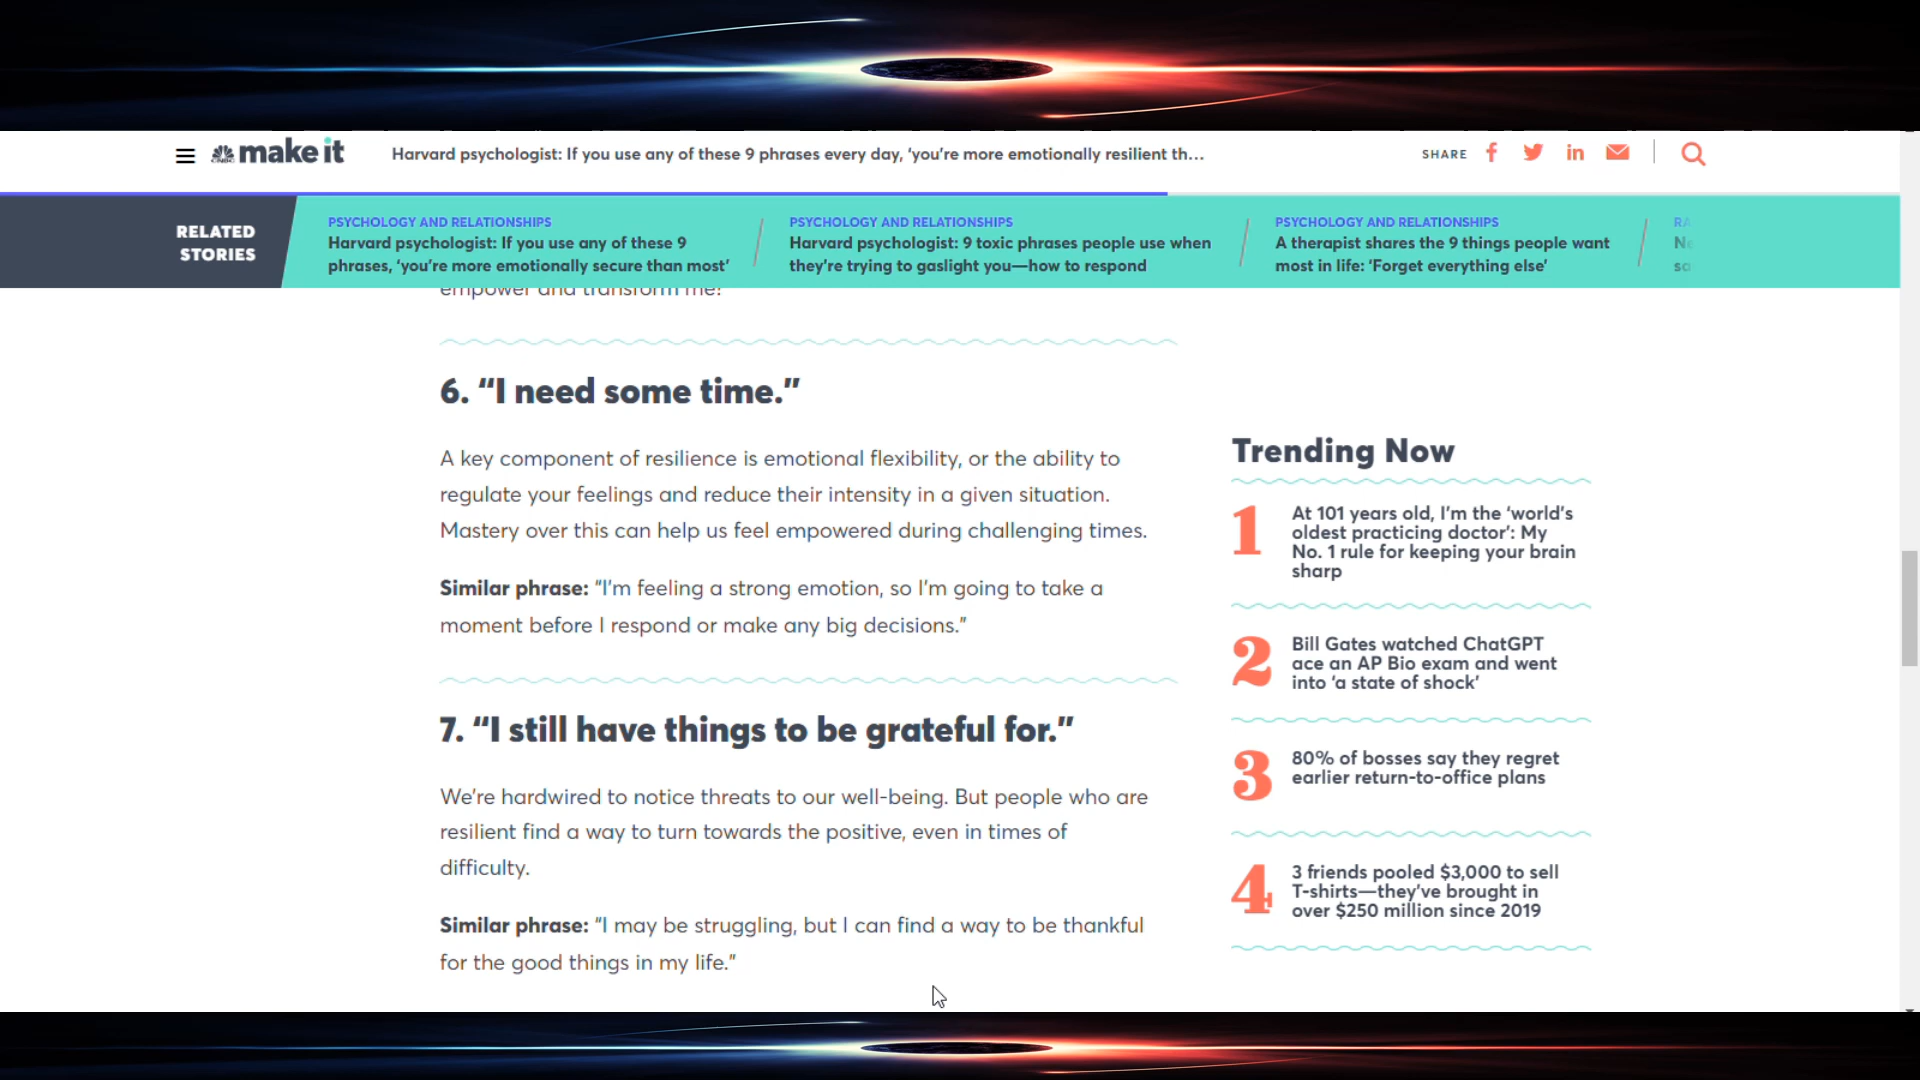 make it
Harvard psychologist: If you use any of these 9 phrases every day, ‘you’re more emotionally resilient th...
SHARE
RELATED
STORIES
PSYCHOLOGY AND RELATIONSHIPS
Harvard psychologist: If you use any of these 9
phrases, ‘you’re more emotionally secure than most’
PSYCHOLOGY AND RELATIONSHIPS
Harvard psychologist: 9 toxic phrases people use when
they’re trying to gaslight you—how to respond
PSYCHOLOGY AND RELATIONSHIPS
A therapist shares the 9 things people want
most in life: ‘Forget everything else’
empower and transform me!
6. “I need some time.”
A key component of resilience is emotional flexibility, or the ability to
regulate your feelings and reduce their intensity in a given situation.
Mastery over this can help us feel empowered during challenging times.
Similar phrase: “I’m feeling a strong emotion, so I’m going to take a
moment before I respond or make any big decisions.”
7. “I still have things to be grateful for.”
We’re hardwired to notice threats to our well-being. But people who are
resilient find a way to turn towards the positive, even in times of
difficulty.
Similar phrase: “I may be struggling, but I can find a way to be thankful
for the good things in my life.”
Trending Now
1
At 101 years old, I’m the ‘world’s
oldest practicing doctor’: My
No. 1 rule for keeping your brain
sharp
2
Bill Gates watched ChatGPT
ace an AP Bio exam and went
into ‘a state of shock’
3
80% of bosses say they regret
earlier return-to-office plans
4
3 friends pooled $3,000 to sell
T-shirts—they’ve brought in
over $250 million since 2019